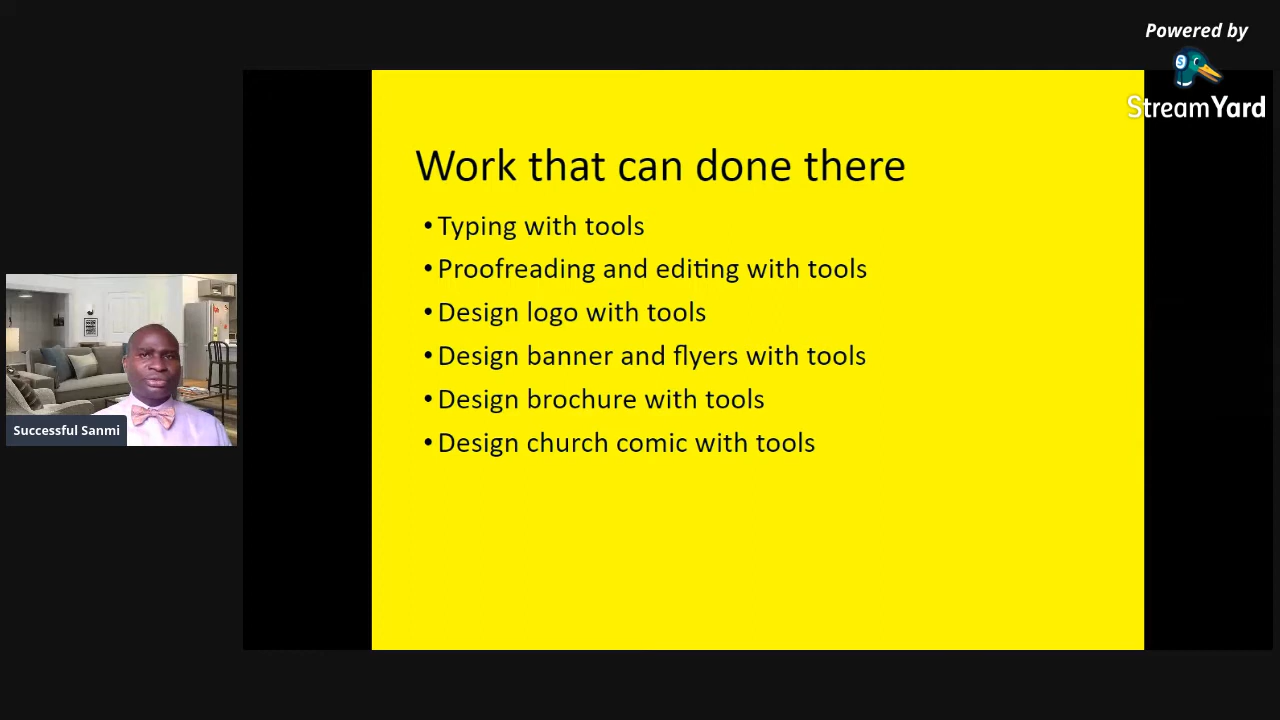 Powered by
StreamYard
Work that can done there
• Typing with tools
• Proofreading and editing with tools
• Design logo with tools
• Design banner and flyers with tools
• Design brochure with tools
• Design church comic with tools
Successful Sanmi